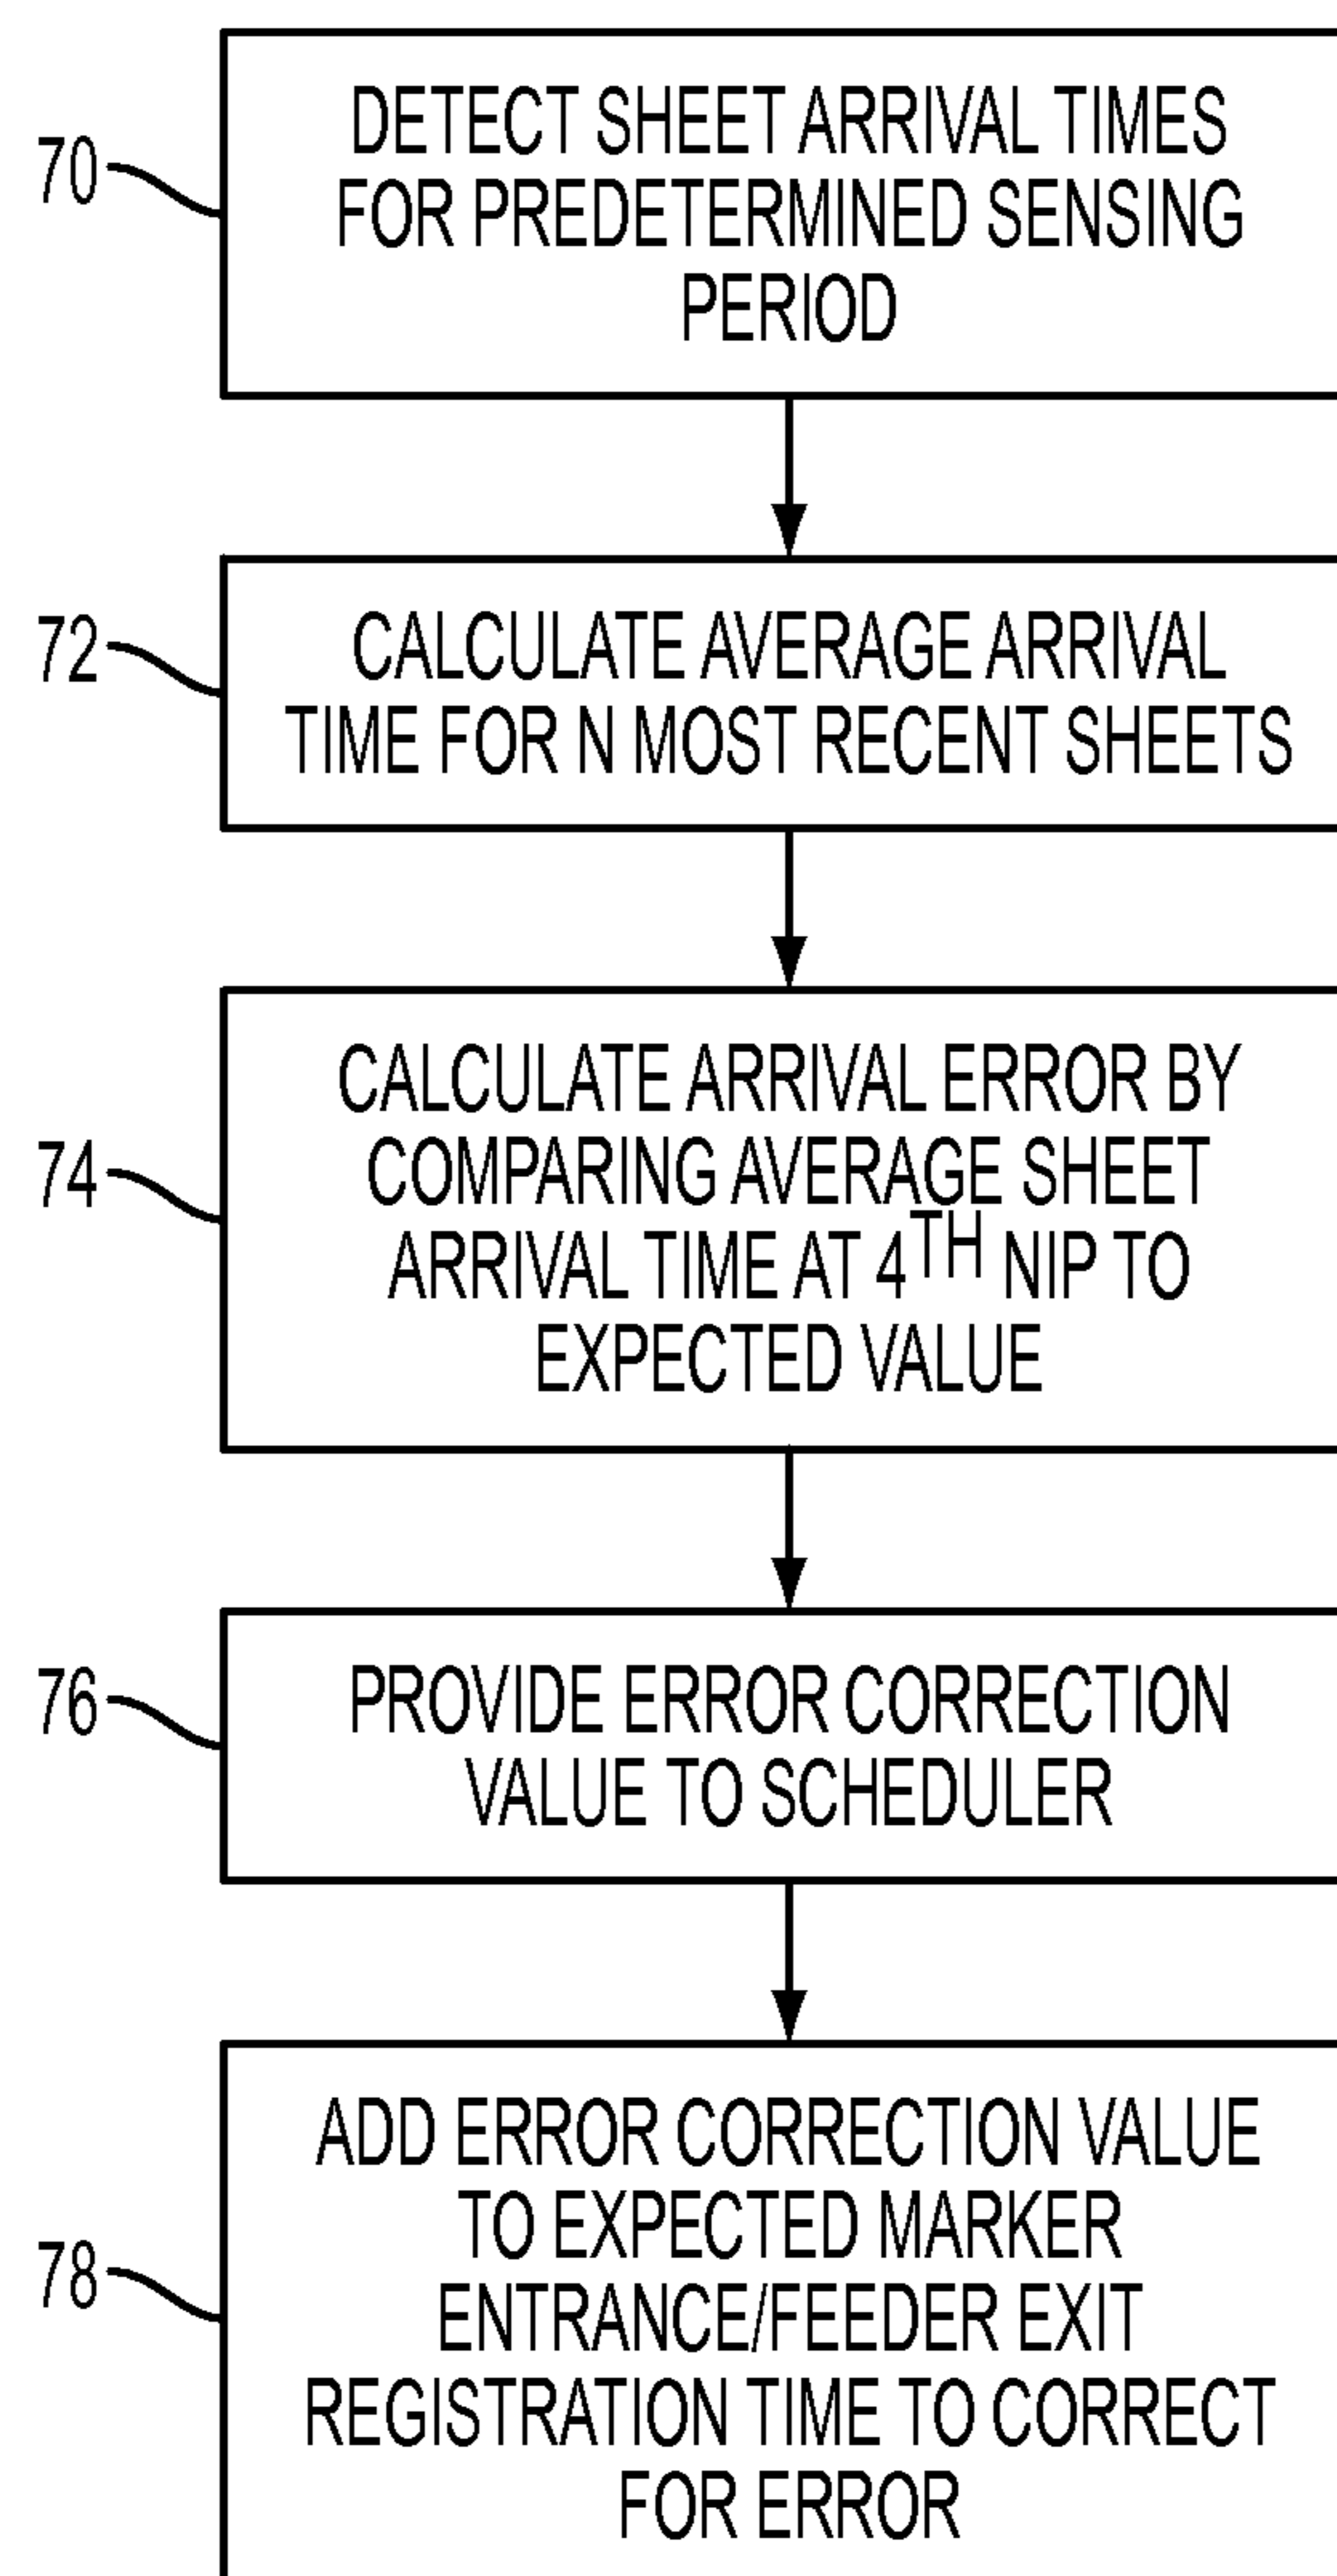 70
DETECT SHEET ARRIVAL TIMES
FOR PREDETERMINED SENSING
PERIOD
72
CALCULATE AVERAGE ARRIVAL
TIME FOR N MOST RECENT SHEETS
74
CALCULATE ARRIVAL ERROR BY
COMPARING AVERAGE SHEET
ARRIVAL TIME AT 4TH NIP TO
EXPECTED VALUE
76
PROVIDE ERROR CORRECTION
VALUE TO SCHEDULER
78
ADD ERROR CORRECTION VALUE
TO EXPECTED MARKER
ENTRANCE/FEEDER EXIT
REGISTRATION TIME TO CORRECT
FOR ERROR